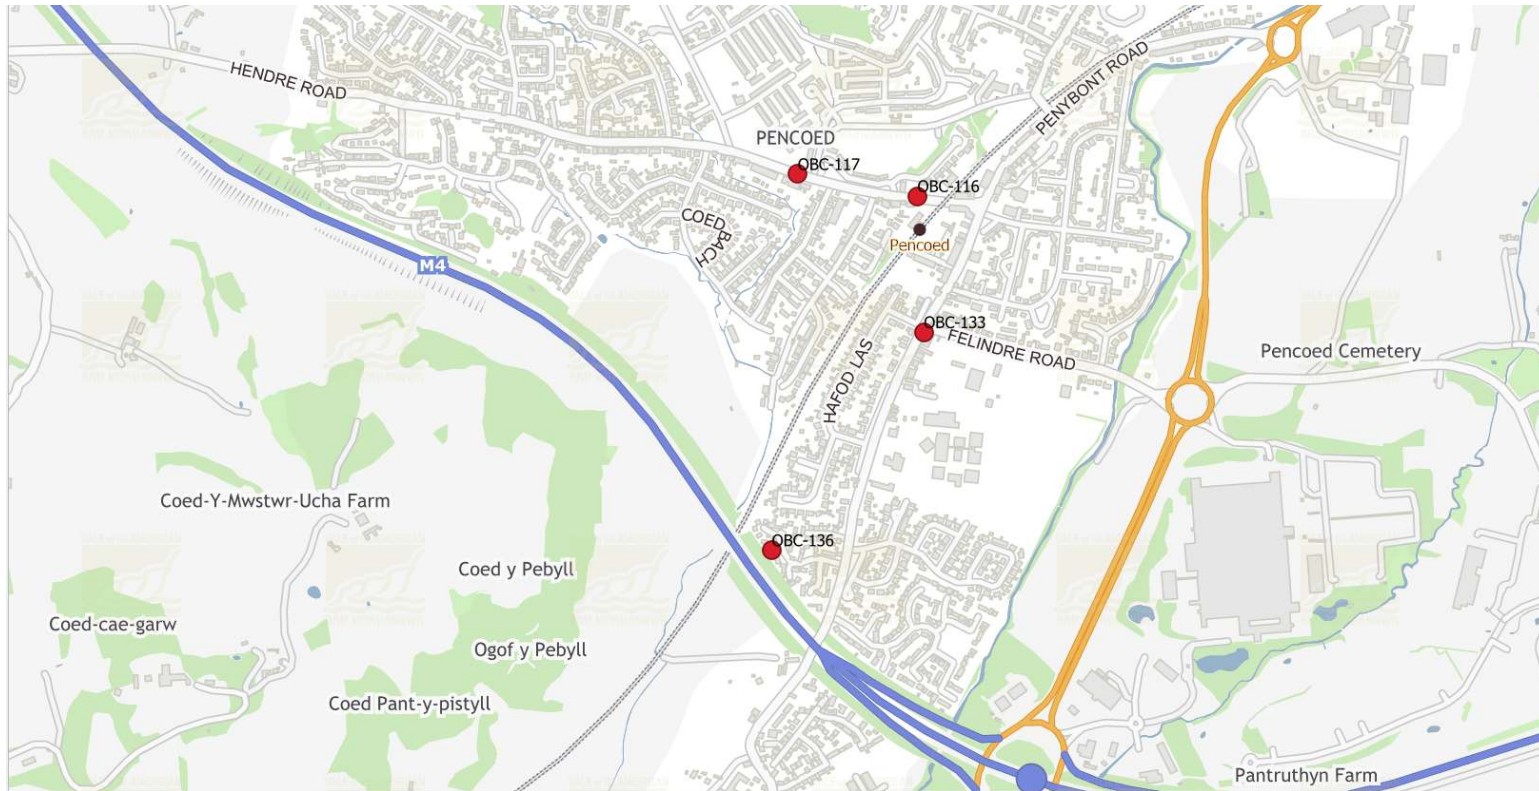 HENDRE ROAD
PENYBONT ROAD
PENCOED
OBC-117
OBC-116
COED
BACH
Pencoed
M4
OBC-133
FELINDRE ROAD
HAFOD LAS
Pencoed Cemetery
Coed-Y-Mwstwr-Ucha Farm
OBC-136
Coed y Pebyll
Coed-cae-garw
Ogof y Pebyll
Coed Pant-y-pistyll
Pantruthyn Farm